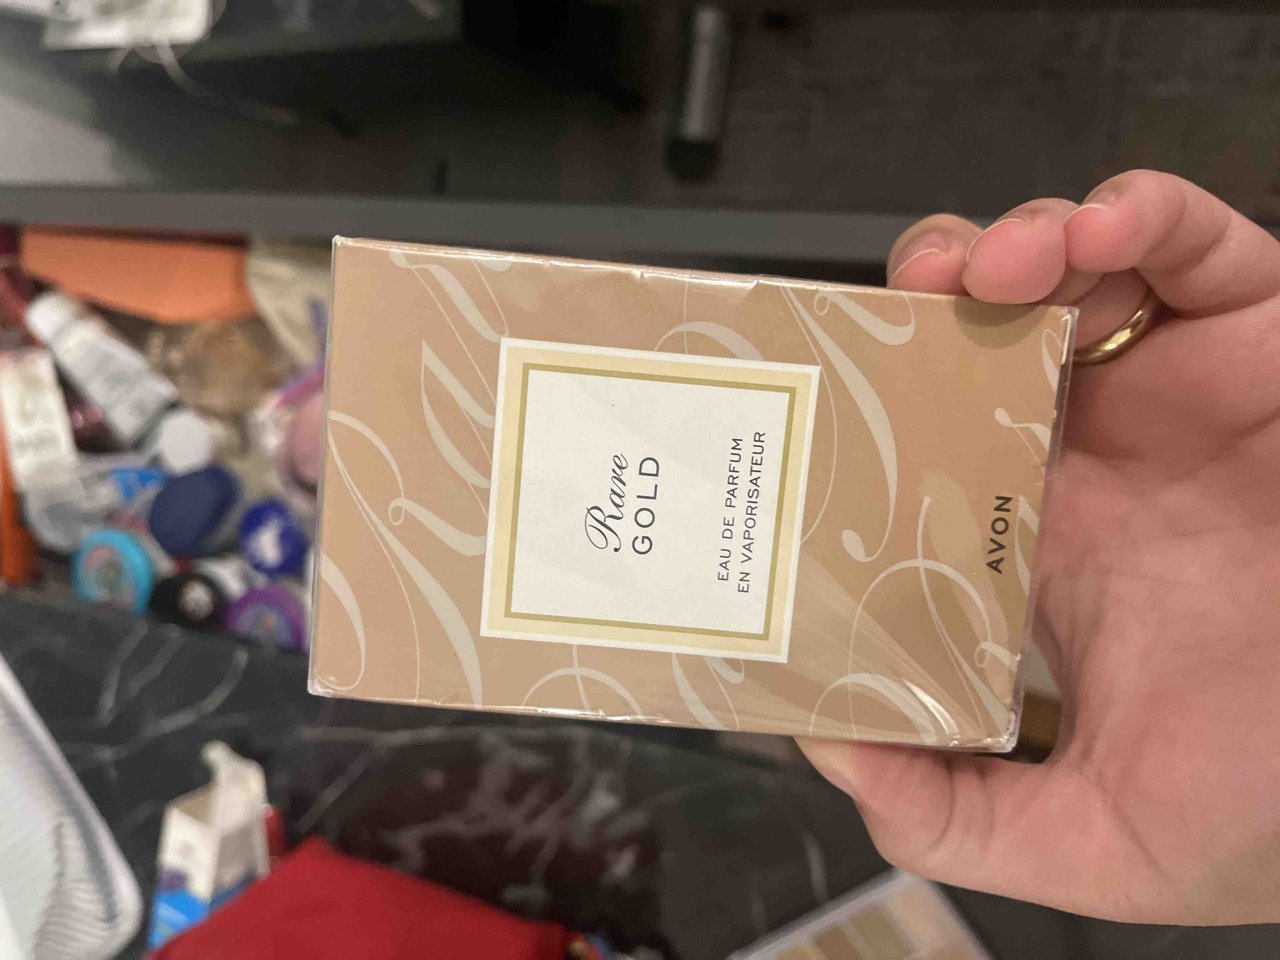 Rare
GOLD
EAU DE PARFUM
EN VAPORISATEUR
AVON